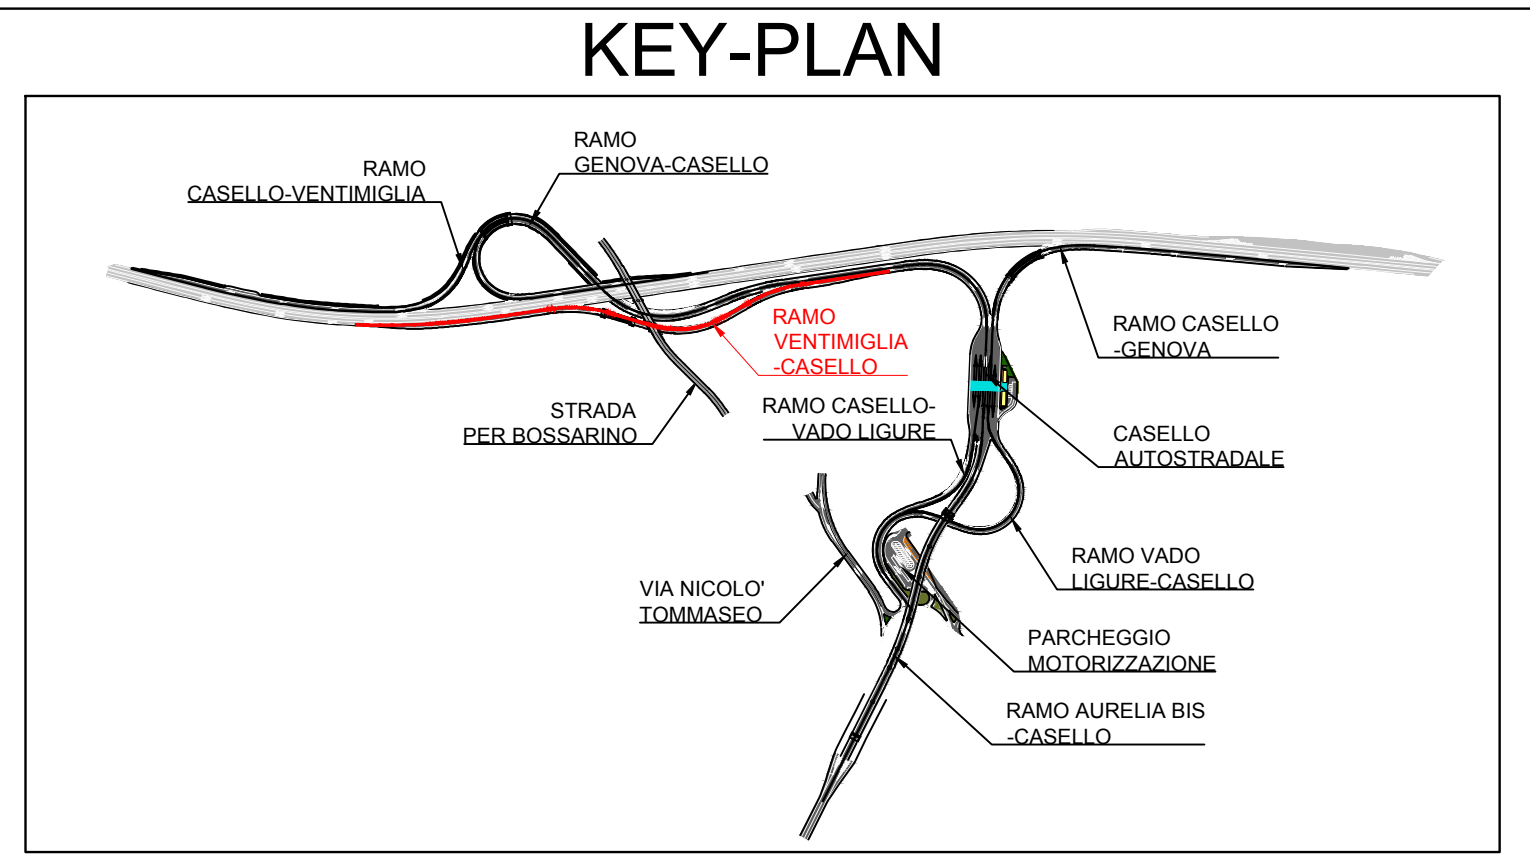 KEY-PLAN
RAMO
GENOVA-CASELLO
RAMO
CASELLO-VENTIMIGLIA
RAMO
VENTIMIGLIA
-CASELLO
RAMO CASELLO
-GENOVA
STRADA
PER BOSSARINO
RAMO CASELLO-
VADO LIGURE
CASELLO
AUTOSTRADALE
VIA NICOLO'
TOMMASEO
RAMO VADO
LIGURE-CASELLO
PARCHEGGIO
MOTORIZZAZIONE
RAMO AURELIA BIS
-CASELLO